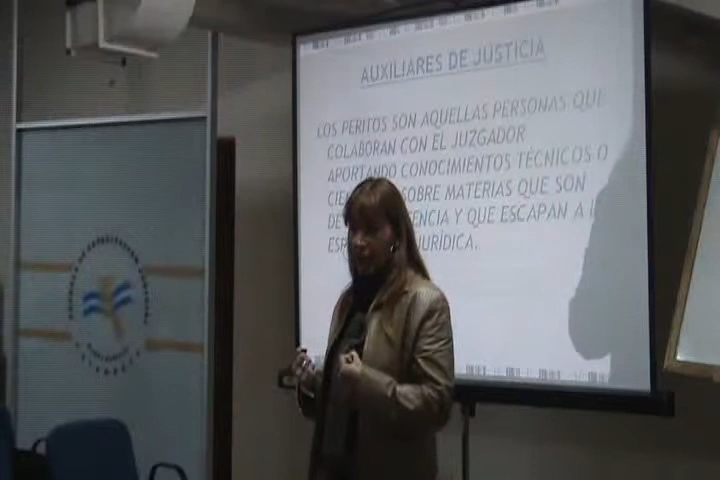 AUXILIARES DE JUSTICIA
LOS PERITOS SON AQUELLAS PERSONAS QUE
COLABORAN CON EL JUZGADOR
APORTANDO CONOCIMIENTOS TÉCNICOS O
SOBRE MATERIAS QUE SON
DE Y QUE ESCAPAN A
JURÍDICA.